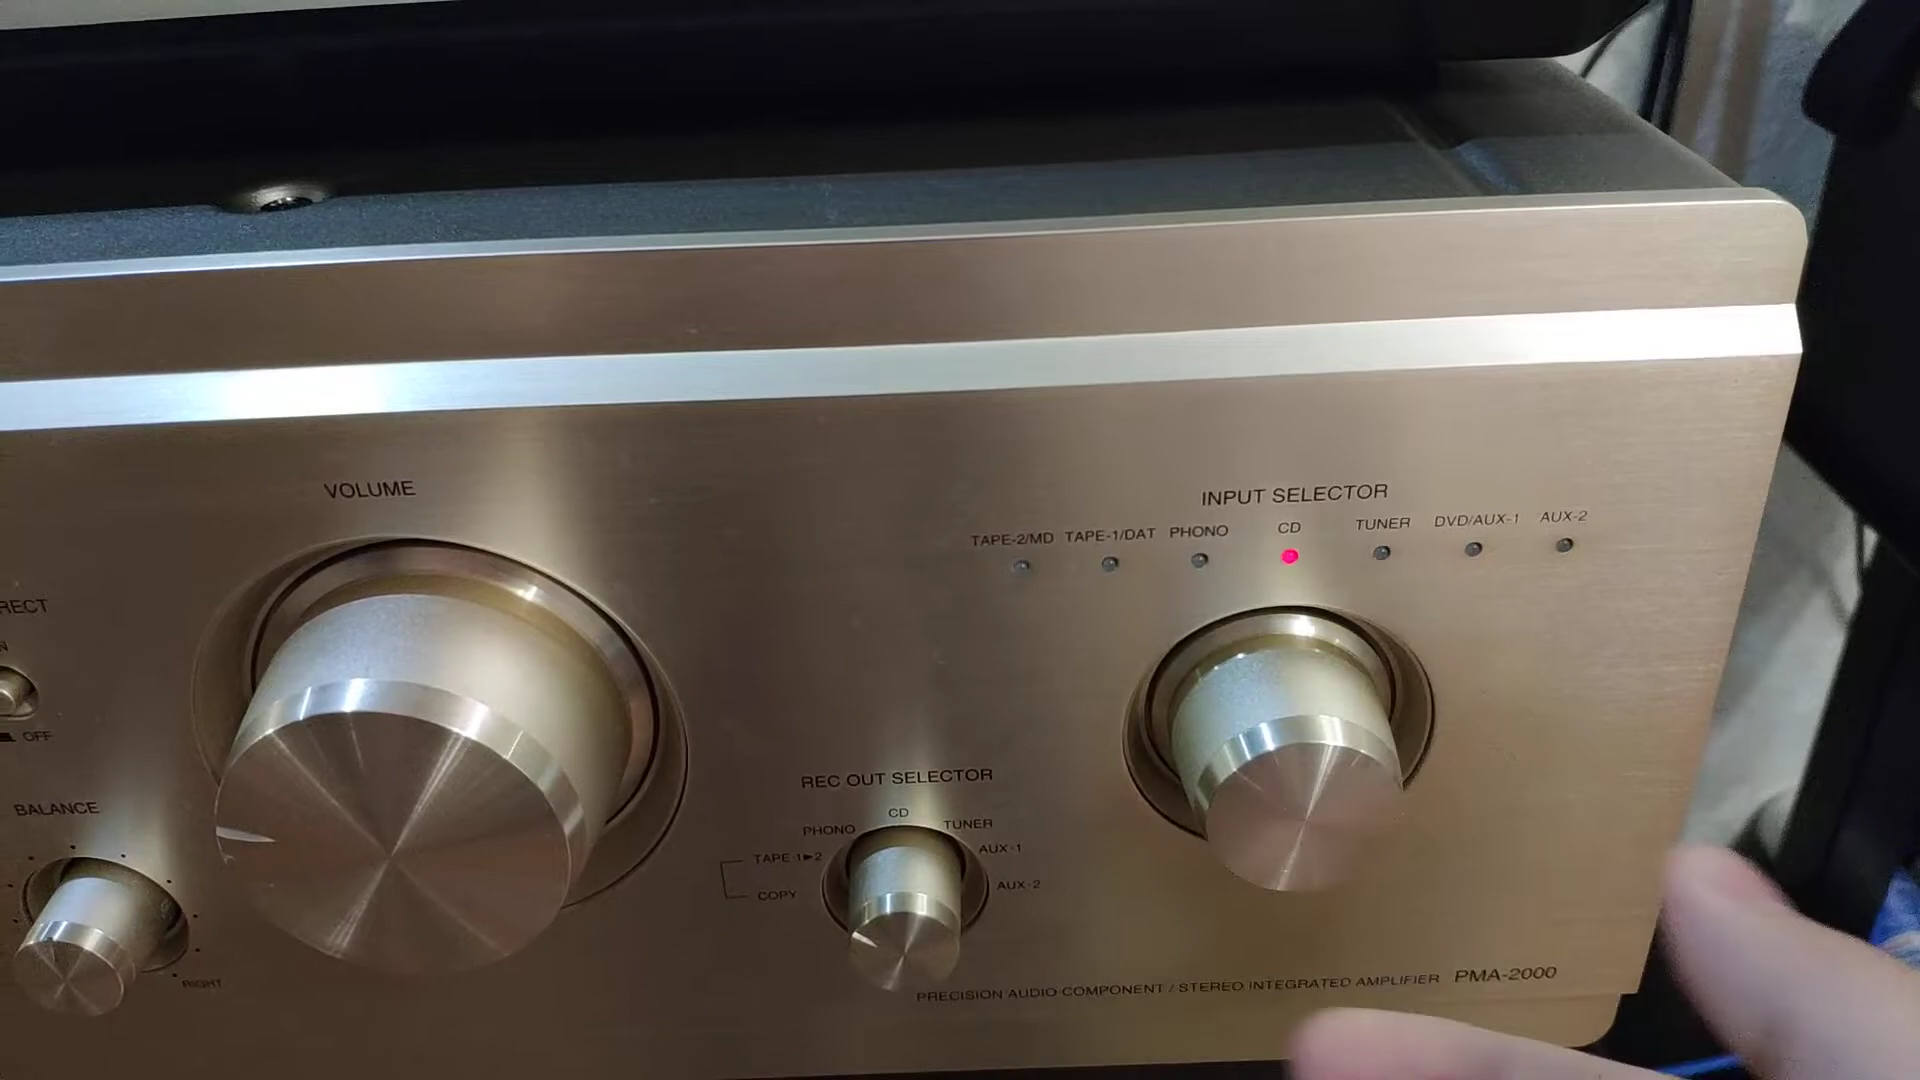 VOLUME
INPUT SELECTOR
TAPE-2/MD TAPE-1/DAT PHONO CD TUNER DVD/AUX-1 AUX-2
RECT
N
OFF
BALANCE
RIGHT
REC OUT SELECTOR
PHONO CD TUNER
TAPE-1▶2 AUX-1
COPY AUX-2
PRECISION AUDIO COMPONENT / STEREO INTEGRATED AMPLIFIER PMA-2000